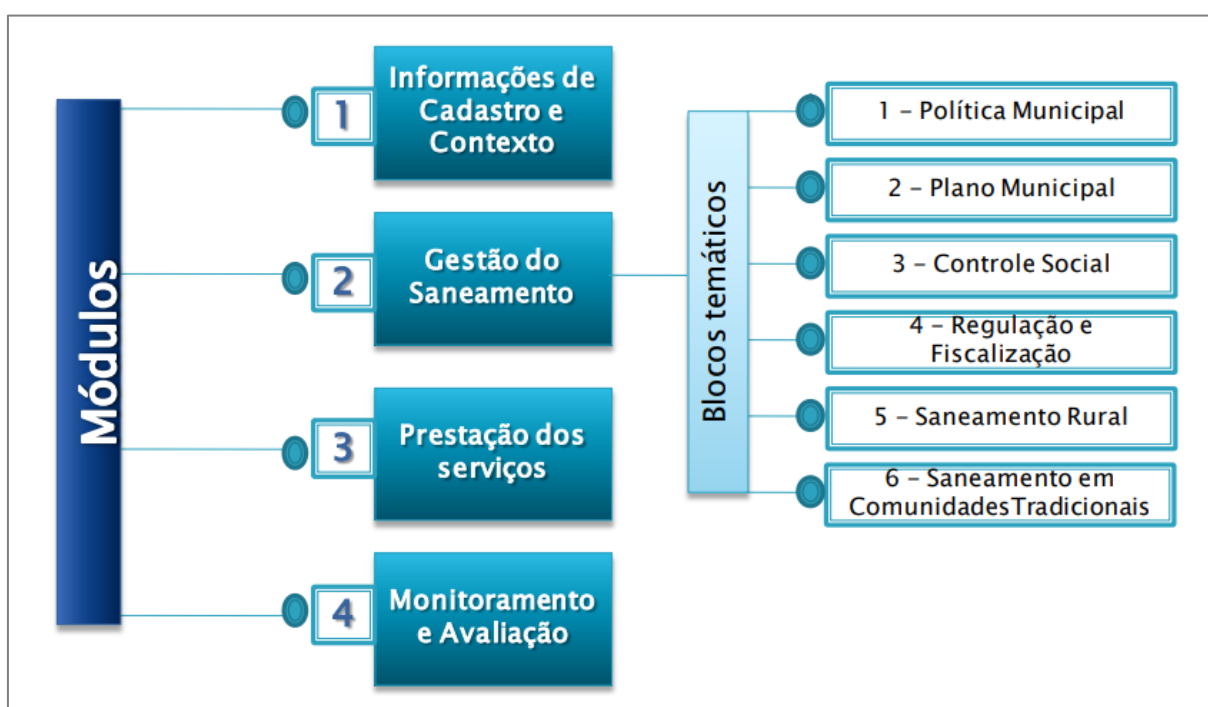 Módulos
1
Informações de
Cadastro e
Contexto
2
Gestão do
Saneamento
3
Prestação dos
serviços
4
Monitoramento
e Avaliação
Blocos temáticos
1 – Política Municipal
2 – Plano Municipal
3 – Controle Social
4 – Regulação e
Fiscalização
5 – Saneamento Rural
6 – Saneamento em
ComunidadesTradicionais